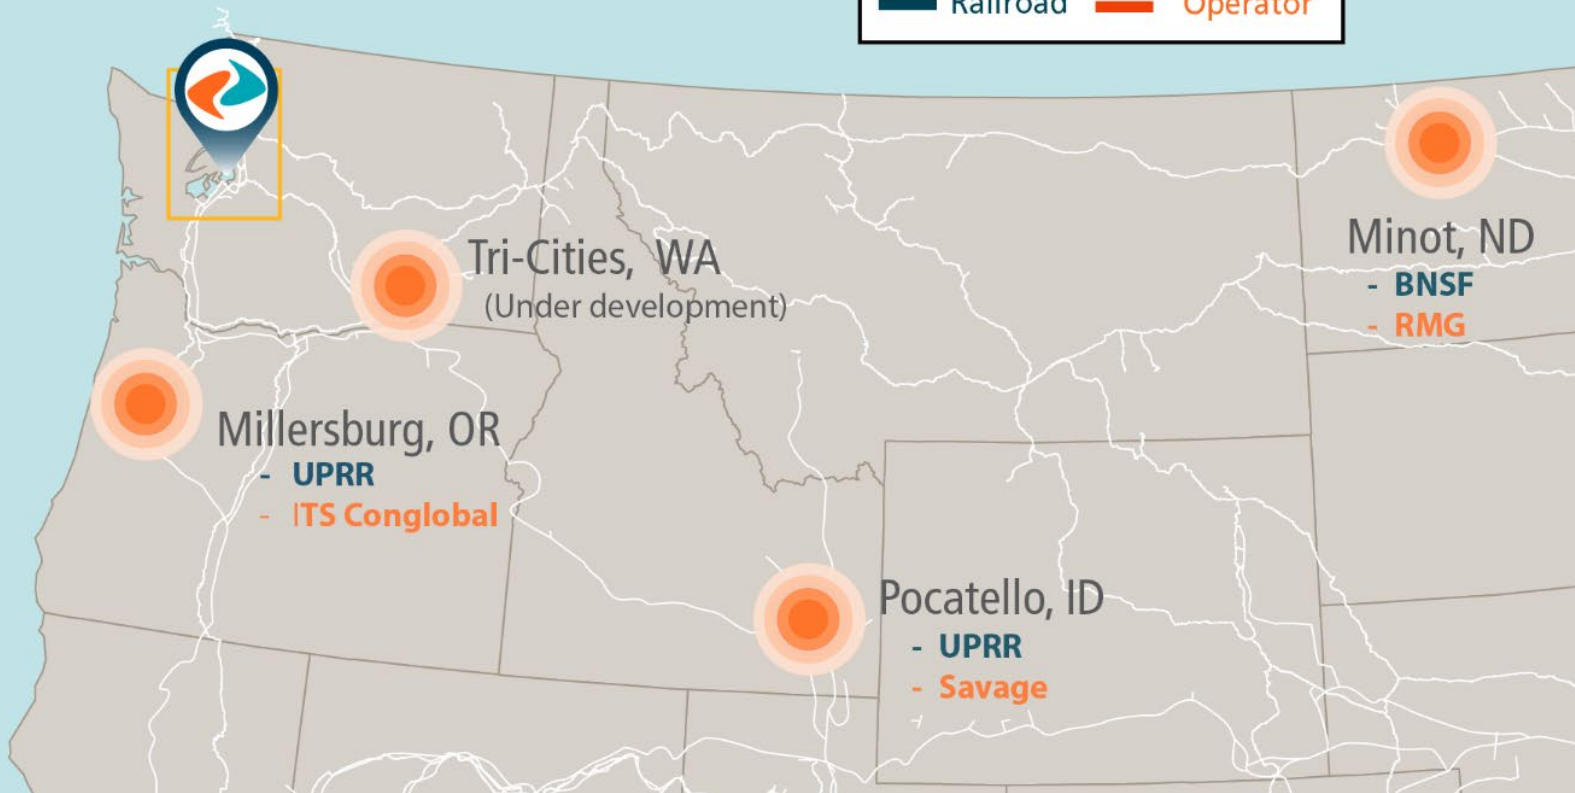 Railroad Operator
Minot, ND
- BNSF
- RMG
Tri-Cities, WA
(Under development)
Millersburg, OR
- UPRR
- ITS Conglobal
Pocatello, ID
- UPRR
- Savage